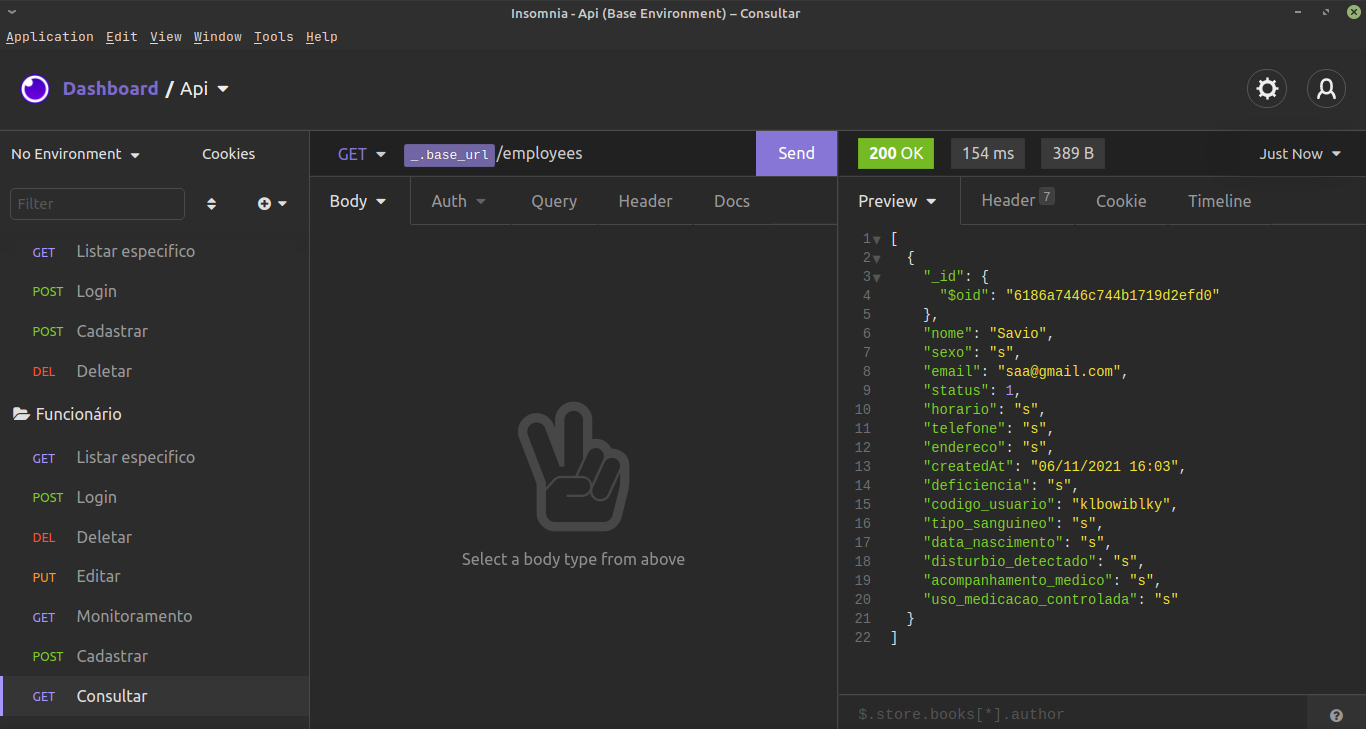 Insomnia - Api (Base Environment) – Consultar
Application Edit View Window Tools Help
Dashboard / Api
No Environment Cookies
Filter
GET Listar especifico
POST Login
POST Cadastrar
DEL Deletar
Funcionário
GET Listar especifico
POST Login
DEL Deletar
PUT Editar
GET Monitoramento
POST Cadastrar
GET Consultar
GET _.base_url/employees Send
Body Auth Query Header Docs
Select a body type from above
200 OK 154 ms 389 B Just Now
Preview Header 7 Cookie Timeline
1 [
2 {
3 "_id": {
4 "$oid": "6186a7446c744b1719d2efd0"
5 },
6 "nome": "Savio",
7 "sexo": "s",
8 "email": "saa@gmail.com",
9 "status": 1,
10 "horario": "s",
11 "telefone": "s",
12 "endereco": "s",
13 "createdAt": "06/11/2021 16:03",
14 "deficiencia": "s",
15 "codigo_usuario": "klbowiblky",
16 "tipo_sanguineo": "s",
17 "data_nascimento": "s",
18 "disturbio_detectado": "s",
19 "acompanhamento_medico": "s",
20 "uso_medicacao_controlada": "s"
21 }
22 ]
$.store.books[*].author